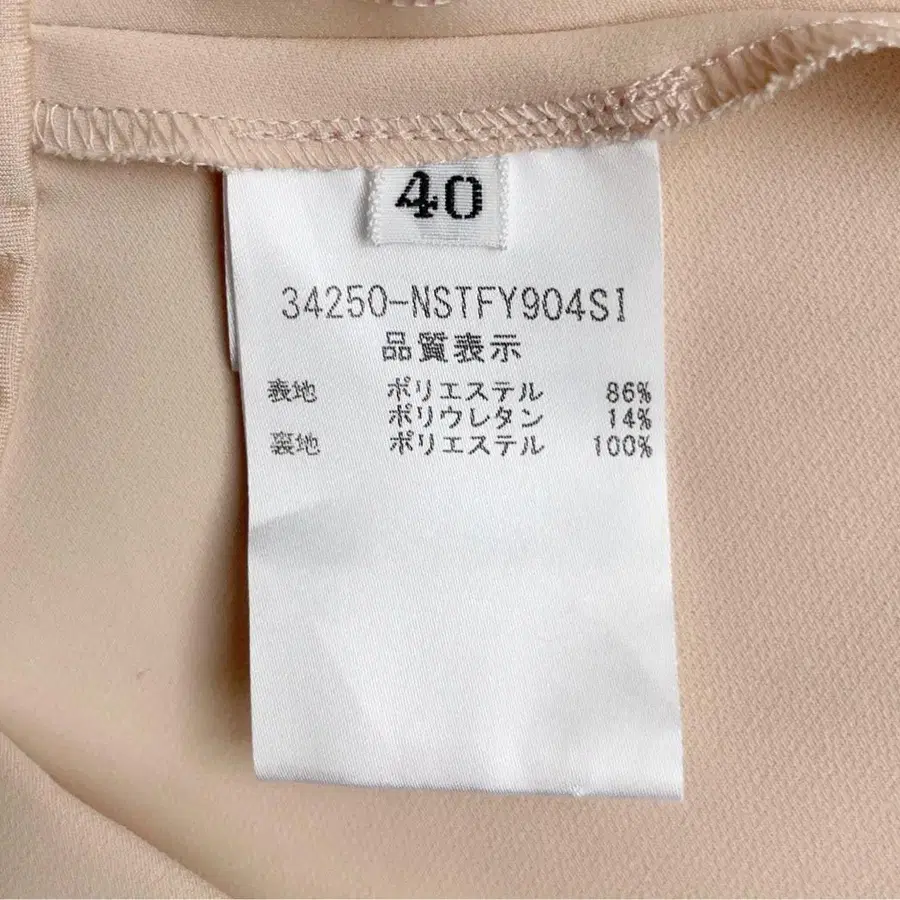 40
34250-NSTFY904SI
品質表示
表地 ポリエステル 86%
ポリウレタン 14%
裏地 ポリエステル 100%